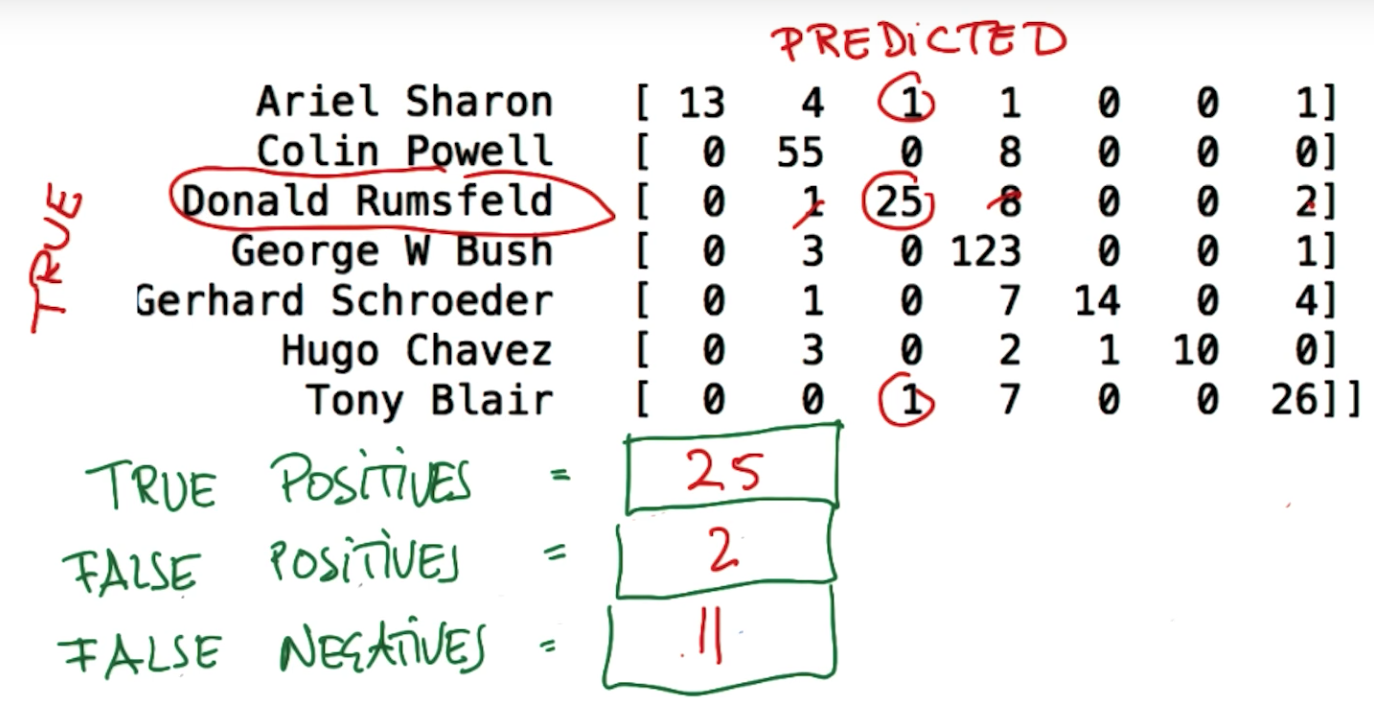 PREDiCTED
Ariel Sharon [ 13 4 1 1 0 0 1]
Colin Powell [ 0 55 0 8 0 0 0]
Donald Rumsfeld [ 0 1 25 8 0 0 2]
George W Bush [ 0 3 0 123 0 0 1]
Gerhard Schroeder [ 0 1 0 7 14 0 4]
Hugo Chavez [ 0 3 0 2 1 10 0]
Tony Blair [ 0 0 1 7 0 0 26]]
TRUE
TRUE POSiTiVES = 25
FALSE POSiTiVES = 2
FALSE NEGATiVES = 11